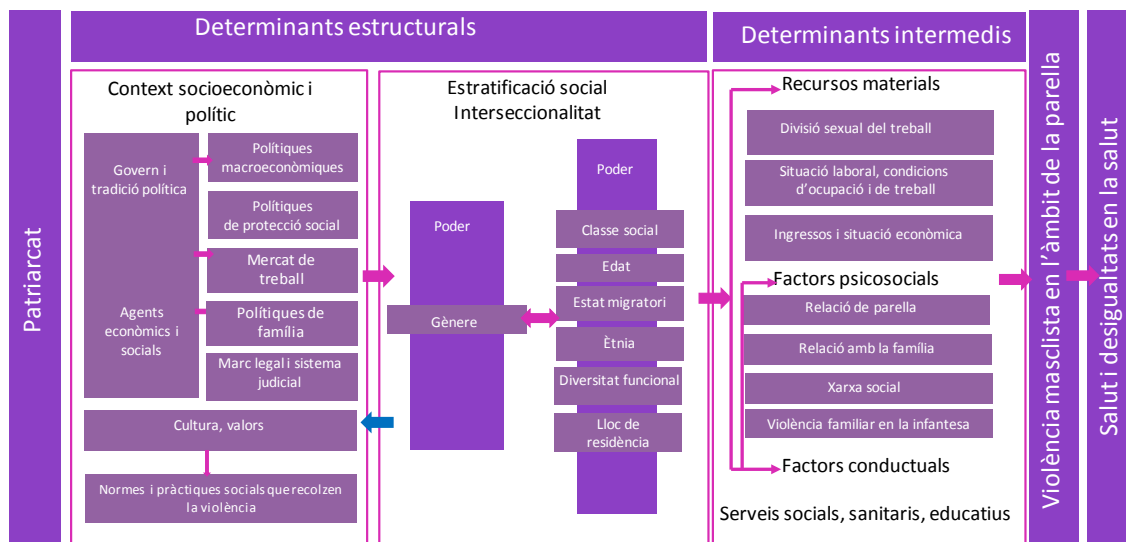 Patriarcat
Determinants estructurals
Context socioeconòmic i
polític
Govern i
tradició política
Agents
econòmics i
socials
Polítiques
macroeconòmiques
Polítiques
de protecció social
Mercat de
treball
Polítiques de
família
Marc legal i sistema
judicial
Cultura, valors
Normes i pràctiques socials que recolzen
la violència
Estratificació social
Interseccionalitat
Poder
Gènere
Poder
Classe social
Edat
Estat migratori
Ètnia
Diversitat funcional
Lloc de
residència
Determinants intermedis
Recursos materials
Divisió sexual del treball
Situació laboral, condicions
d’ocupació i de treball
Ingressos i situació econòmica
Factors psicosocials
Relació de parella
Relació amb la família
Xarxa social
Violència familiar en la infantesa
Factors conductuals
Serveis socials, sanitaris, educatius
Violència masclista en l’àmbit de la parella
Salut i desigualtats en la salut